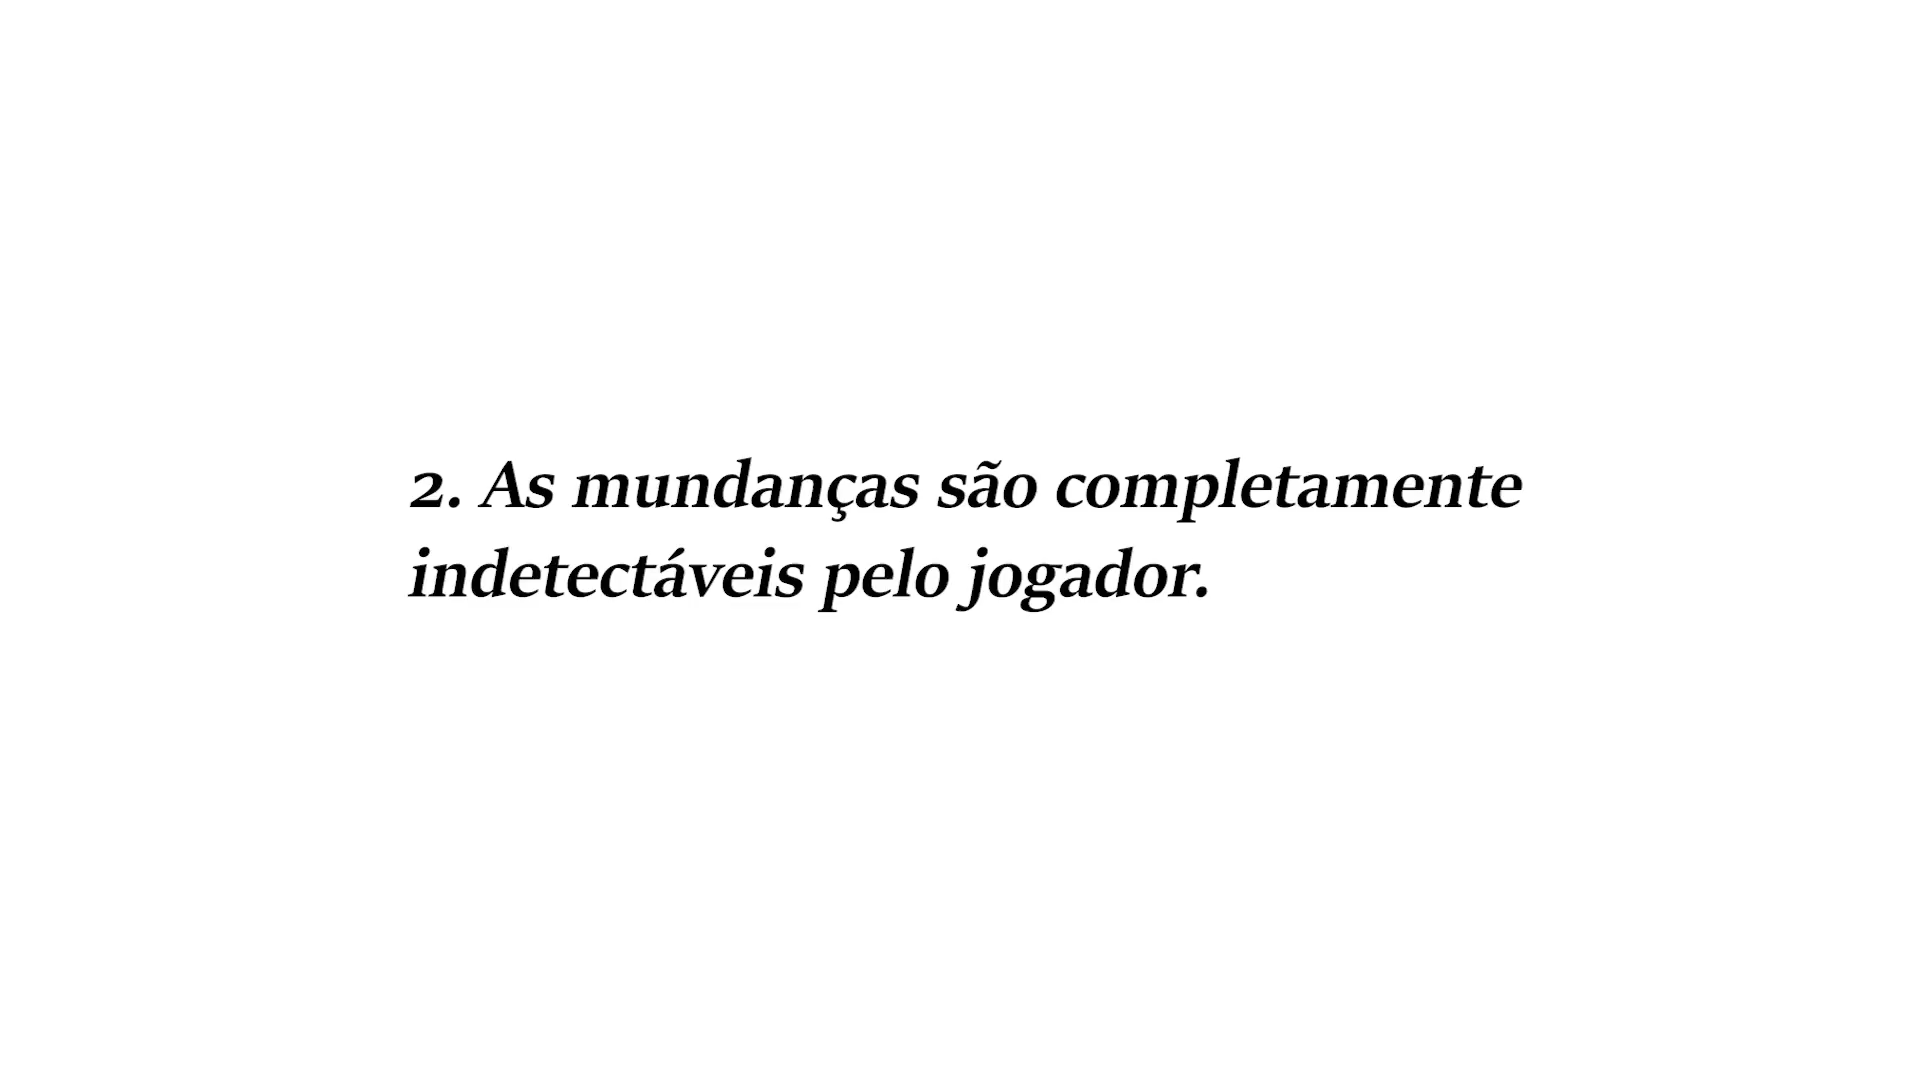 2. As mundanças são completamente
indetectáveis pelo jogador.